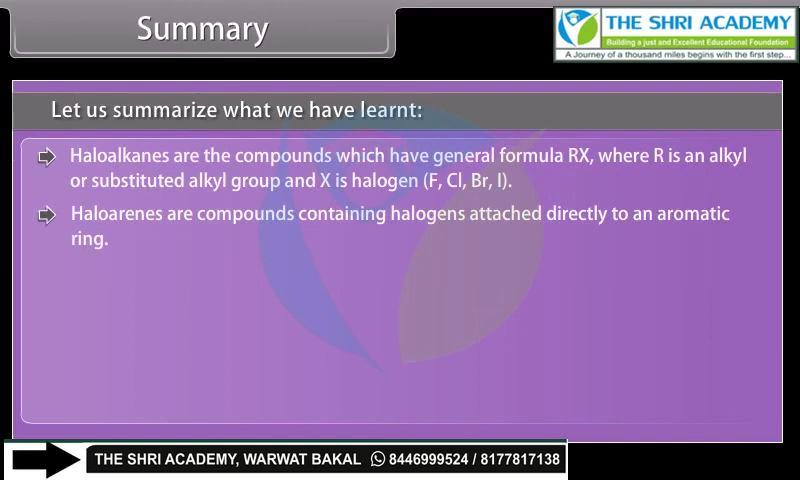 Summary
THE SHRI ACADEMY
Building a just and Excellent Educational Foundation
A Journey of a thousand miles begins with the first step...
Let us summarize what we have learnt:
Haloalkanes are the compounds which have general formula RX, where R is an alkyl
or substituted alkyl group and X is halogen (F, Cl, Br, I).
Haloarenes are compounds containing halogens attached directly to an aromatic
ring.
THE SHRI ACADEMY, WARWAT BAKAL 8446999524 / 8177817138